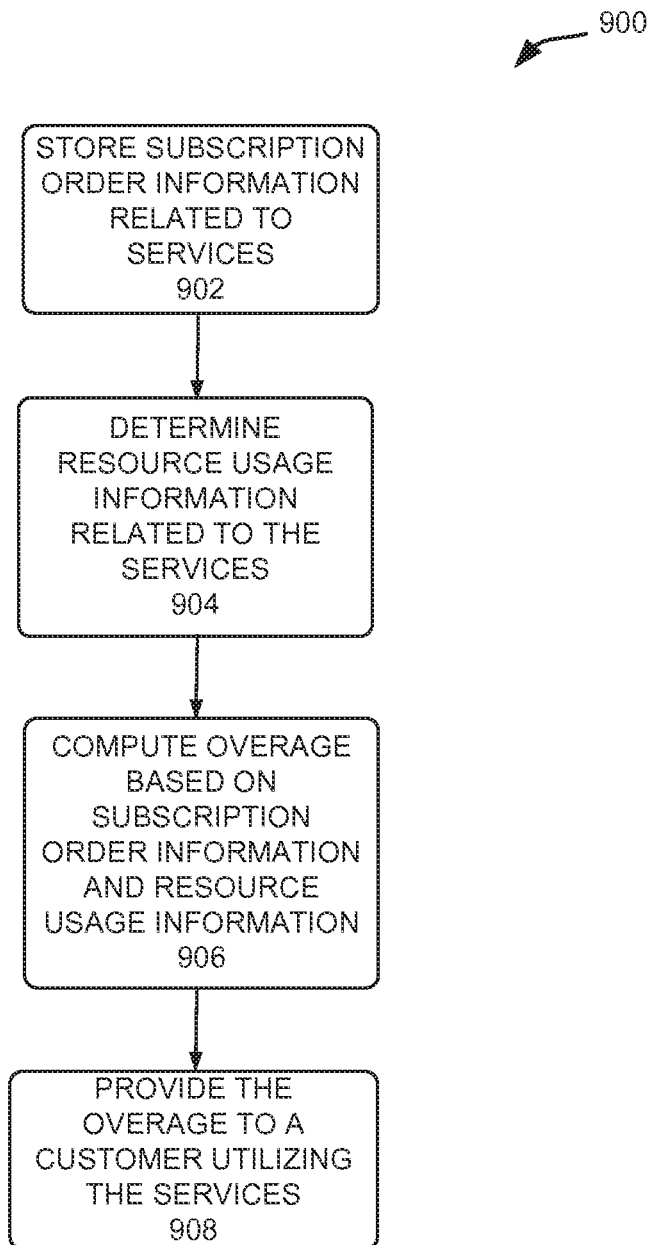 900
STORE SUBSCRIPTION
ORDER INFORMATION
RELATED TO
SERVICES
902
DETERMINE
RESOURCE USAGE
INFORMATION
RELATED TO THE
SERVICES
904
COMPUTE OVERAGE
BASED ON
SUBSCRIPTION
ORDER INFORMATION
AND RESOURCE
USAGE INFORMATION
906
PROVIDE THE
OVERAGE TO A
CUSTOMER UTILIZING
THE SERVICES
908